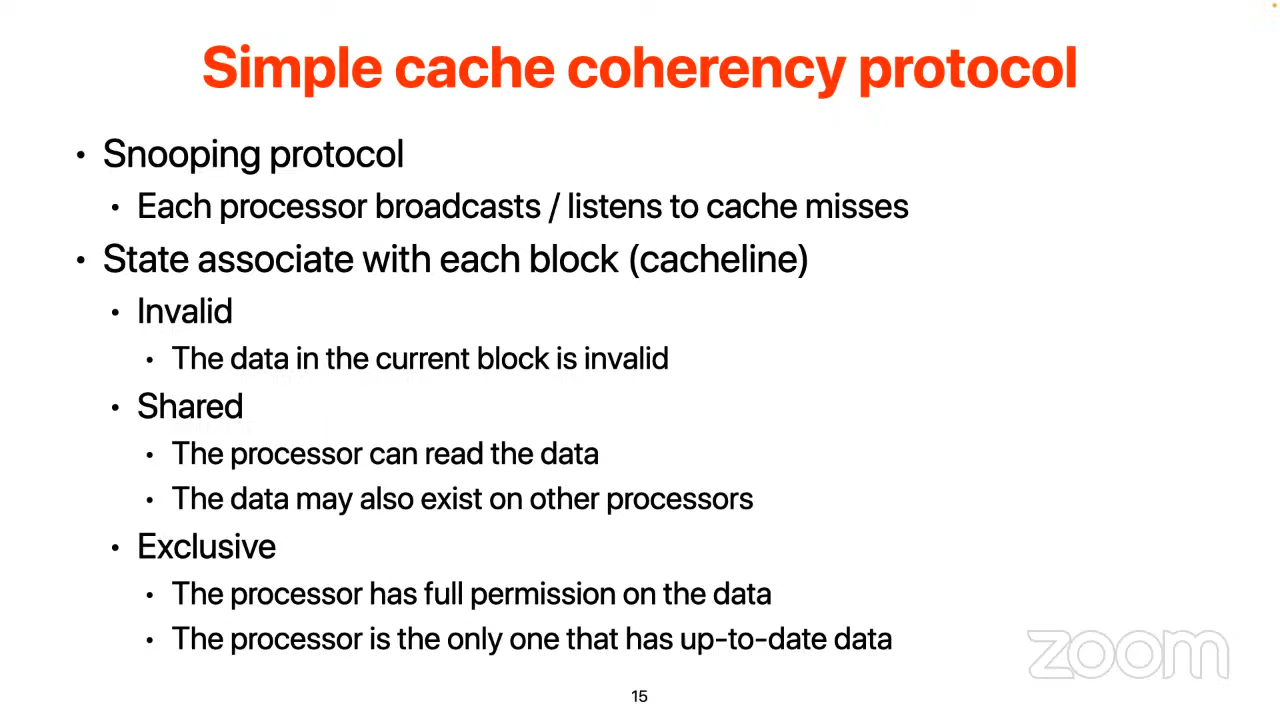 Simple cache coherency protocol
• Snooping protocol
• Each processor broadcasts / listens to cache misses
• State associate with each block (cacheline)
• Invalid
• The data in the current block is invalid
• Shared
• The processor can read the data
• The data may also exist on other processors
• Exclusive
• The processor has full permission on the data
• The processor is the only one that has up-to-date data
zoom
15